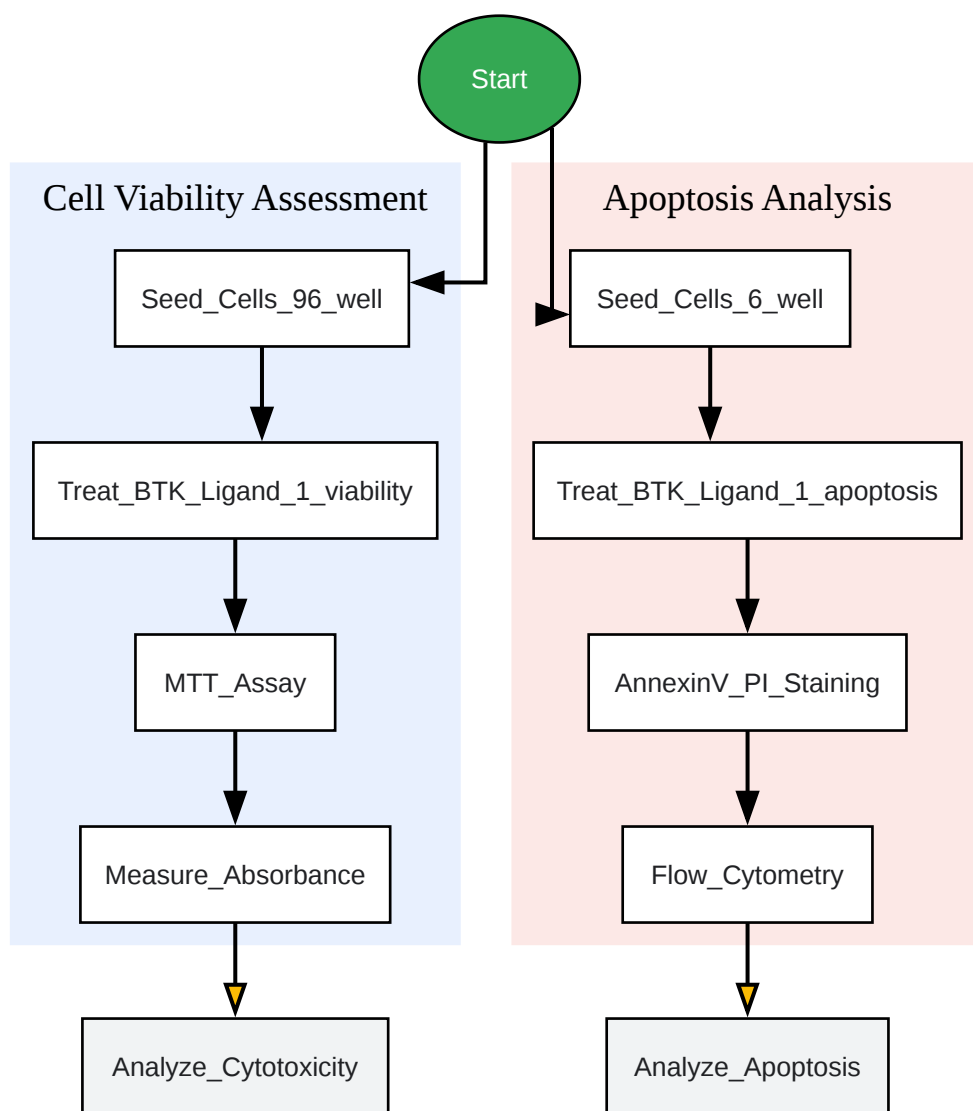 Start
Cell Viability Assessment
Seed_Cells_96_well
Treat_BTK_Ligand_1_viability
MTT_Assay
Measure_Absorbance
Analyze_Cytotoxicity
Apoptosis Analysis
Seed_Cells_6_well
Treat_BTK_Ligand_1_apoptosis
AnnexinV_PI_Staining
Flow_Cytometry
Analyze_Apoptosis